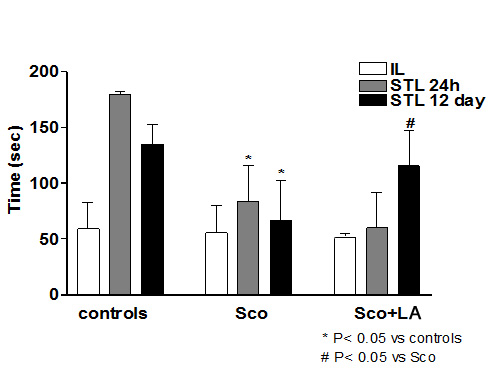 IL
STL 24h
STL 12 day
Time (sec)
200
150
100
50
0
*
*
#
controls
Sco
Sco+LA
* P< 0.05 vs controls
# P< 0.05 vs Sco